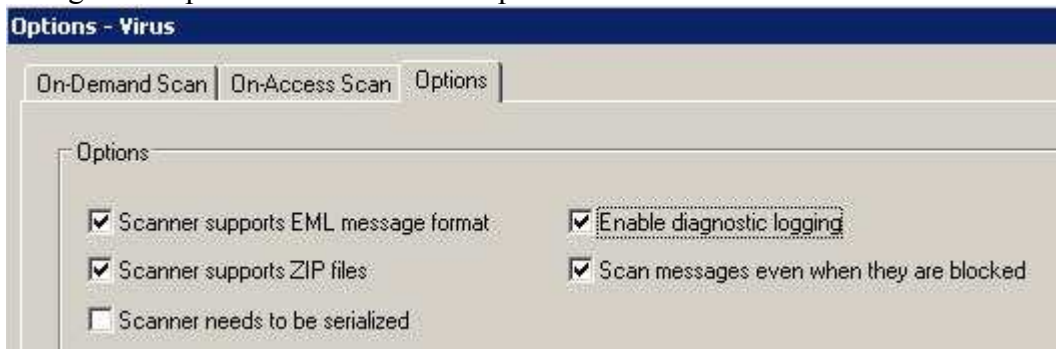 Options - Virus
On-Demand Scan On-Access Scan Options
Options
Scanner supports EML message format Enable diagnostic logging
Scanner supports ZIP files Scan messages even when they are blocked
Scanner needs to be serialized